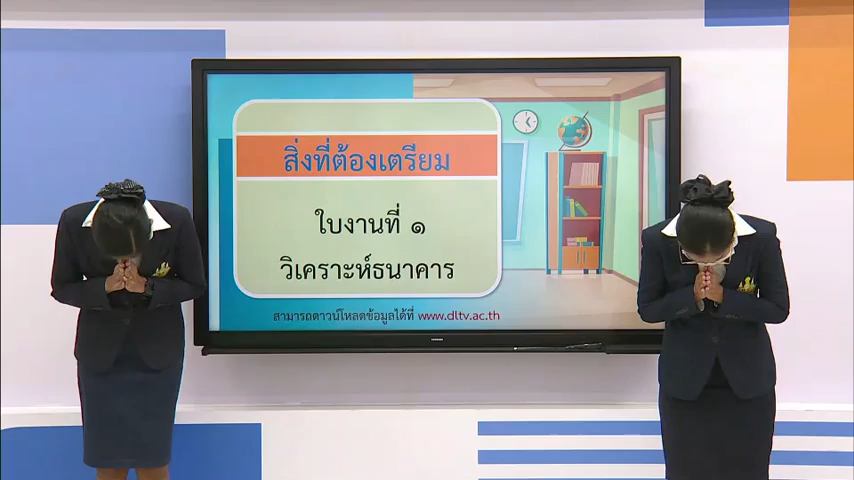 สิ่งที่ต้องเตรียม
ใบงานที่ ๑
วิเคราะห์ธนาคาร
สามารถดาวน์โหลดข้อมูลได้ที่ www.dltv.ac.th